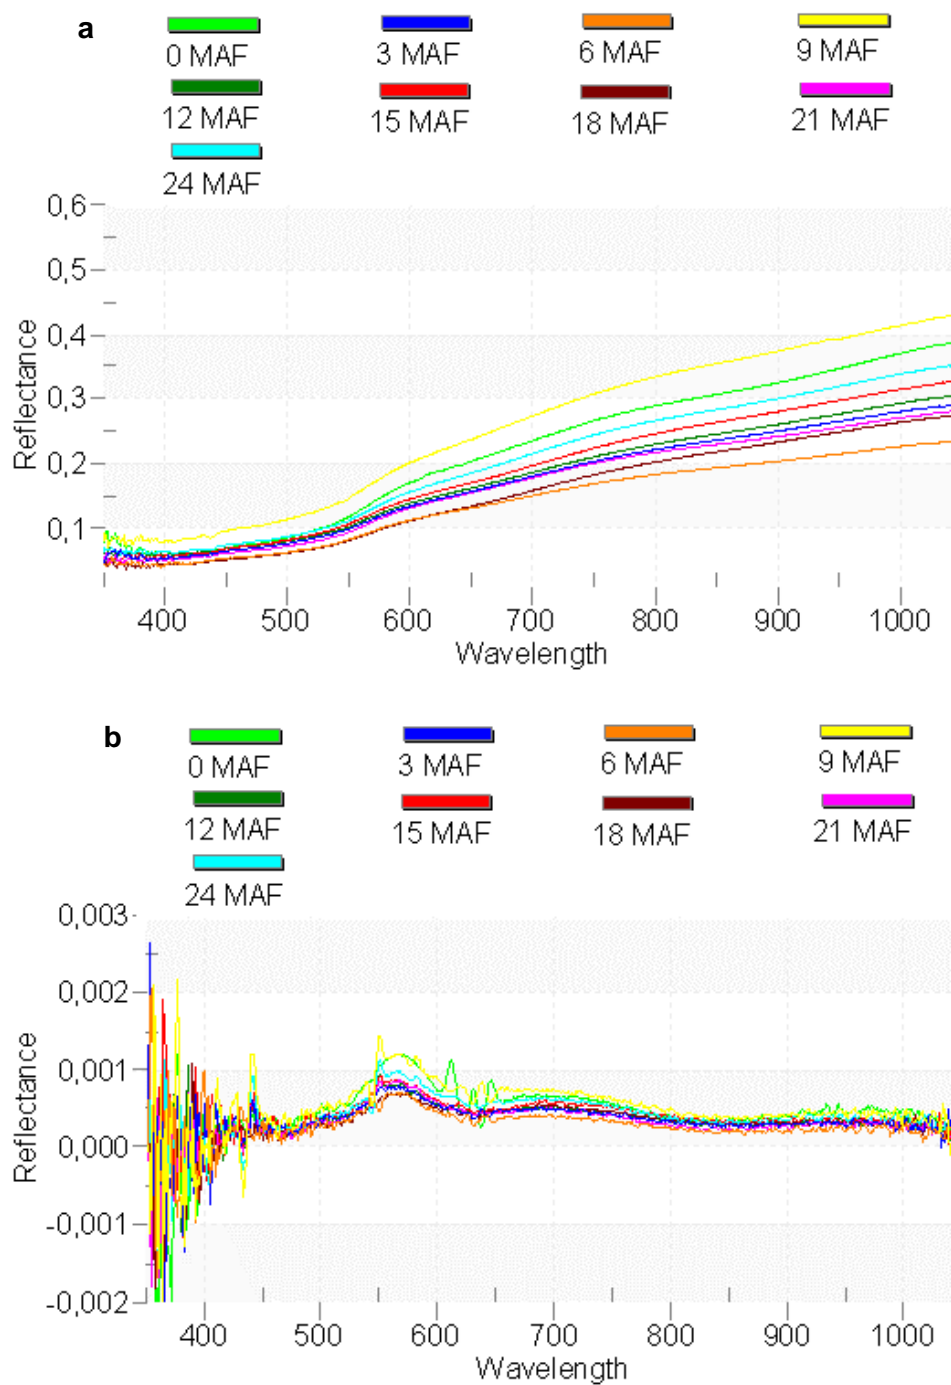 a
0 MAF 3 MAF 6 MAF 9 MAF
12 MAF 15 MAF 18 MAF 21 MAF
24 MAF
0,6
0,5
0,4
0,3
0,2
0,1
Reflectance
400 500 600 700 800 900 1000
Wavelength
b
0 MAF 3 MAF 6 MAF 9 MAF
12 MAF 15 MAF 18 MAF 21 MAF
24 MAF
0,003
0,002
0,001
0,000
-0,001
-0,002
Reflectance
400 500 600 700 800 900 1000
Wavelength